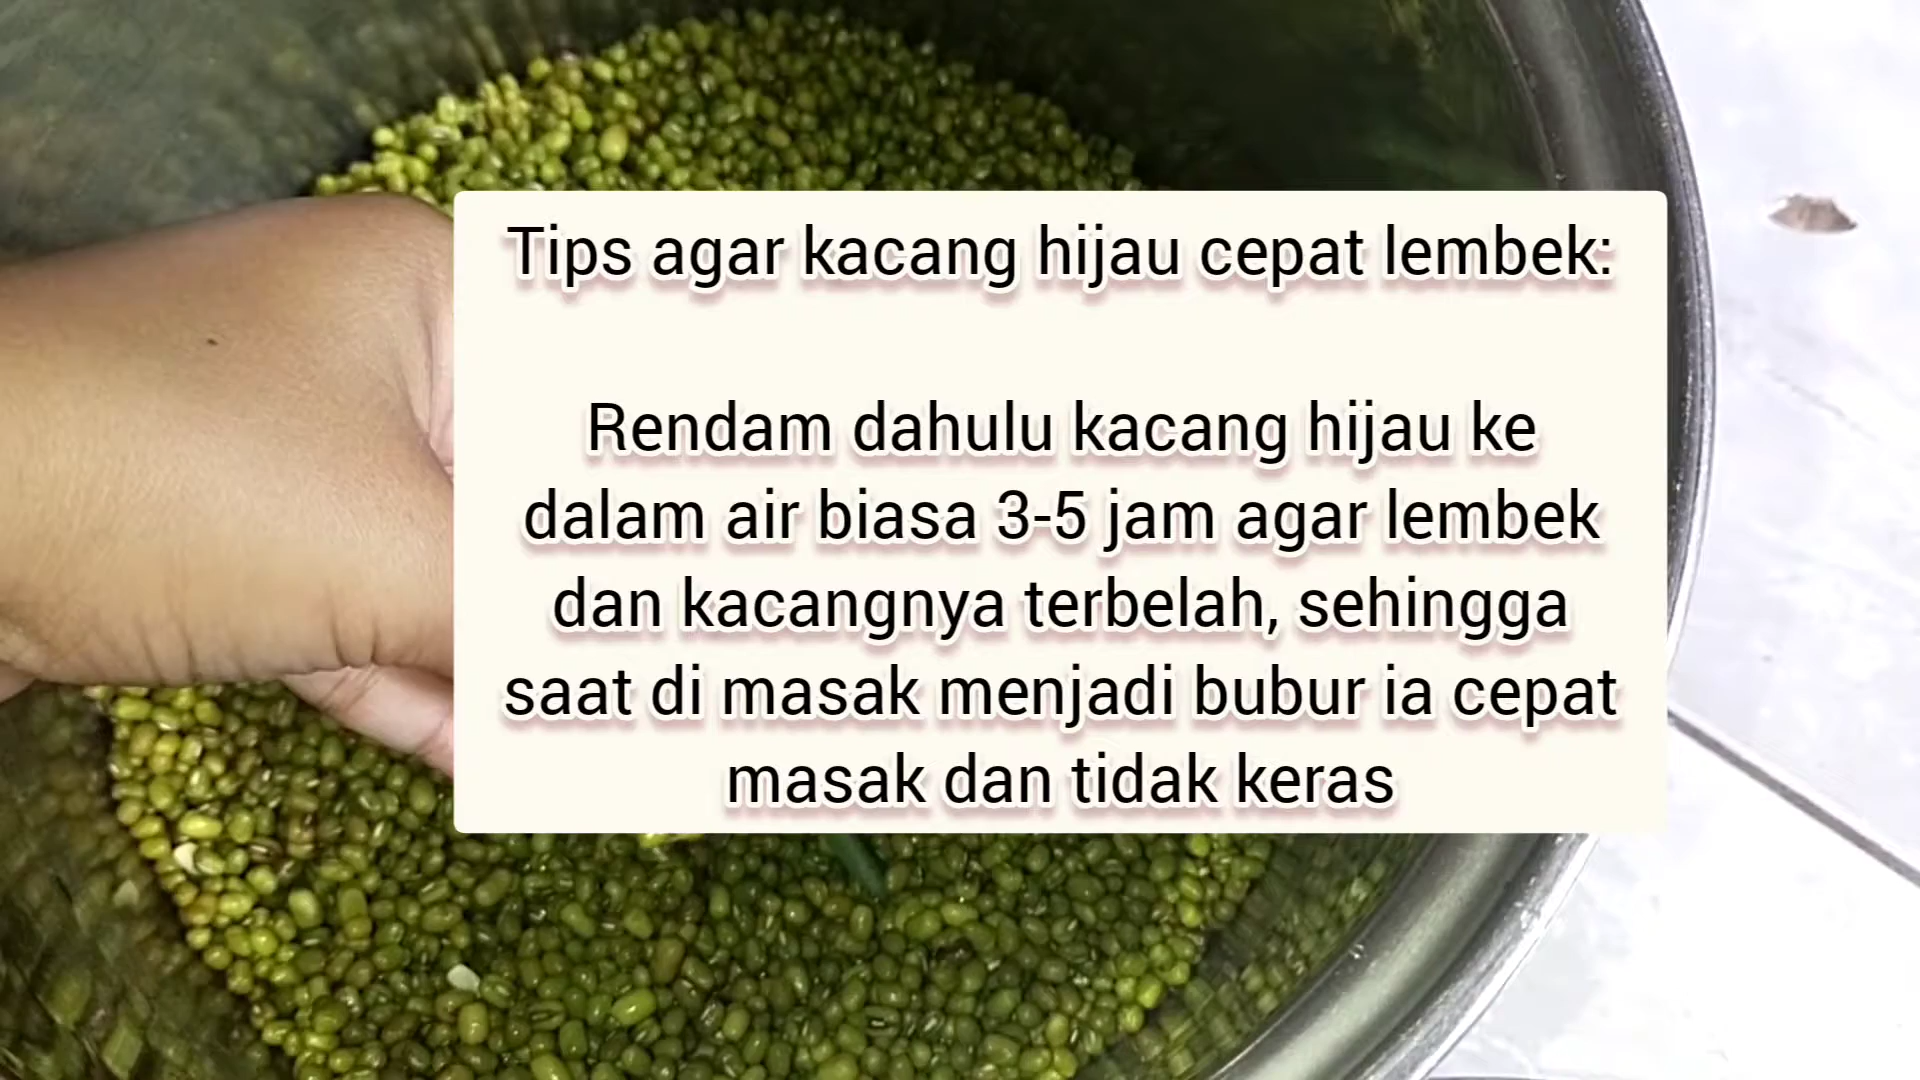 Tips agar kacang hijau cepat lembek:
Rendam dahulu kacang hijau ke
dalam air biasa 3-5 jam agar lembek
dan kacangnya terbelah, sehingga
saat di masak menjadi bubur ia cepat
masak dan tidak keras